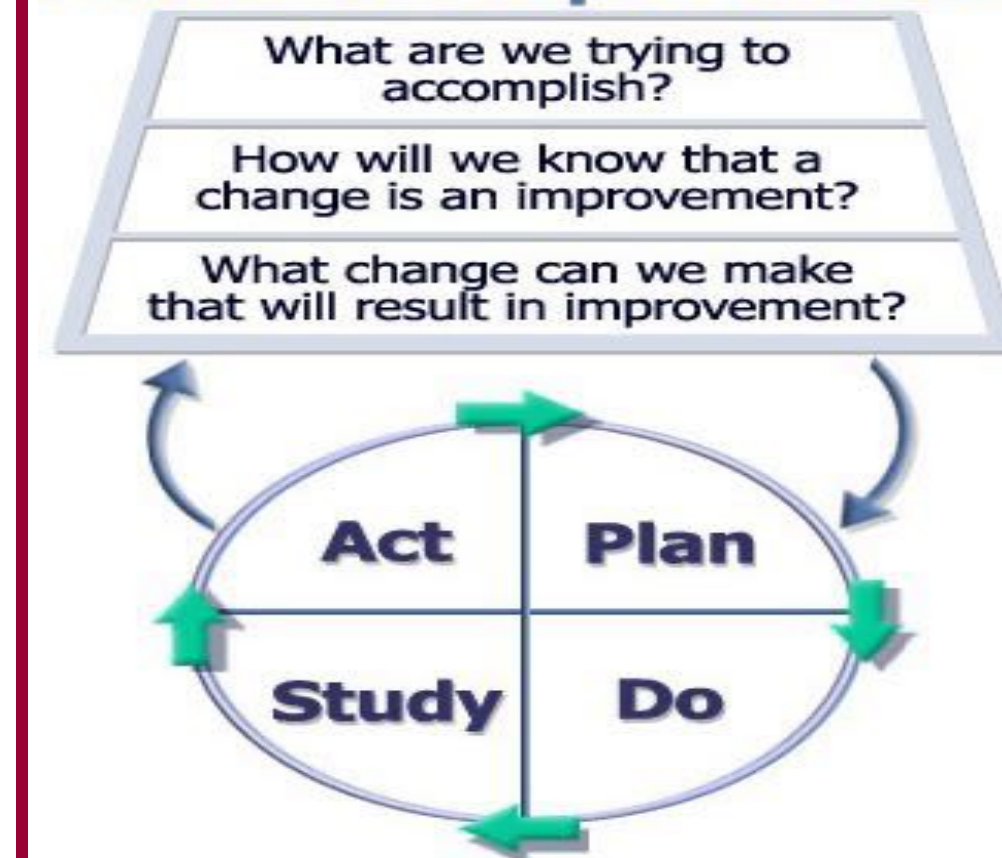 What are we trying to
accomplish?
How will we know that a
change is an improvement?
What change can we make
that will result in improvement?
Act
Plan
Study
Do